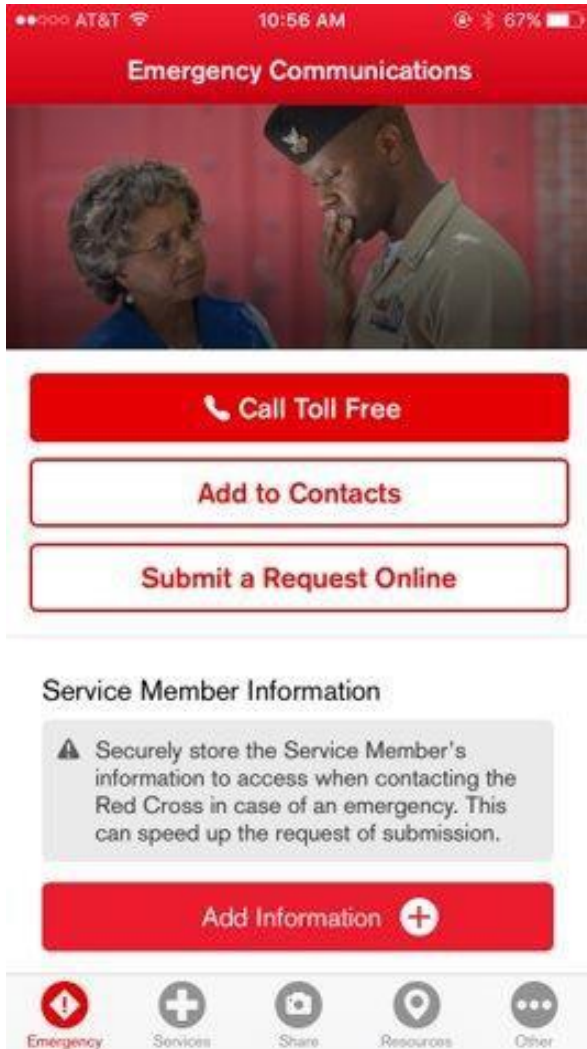 AT&T 10:56 AM 67%
Emergency Communications
Call Toll Free
Add to Contacts
Submit a Request Online
Service Member Information
Securely store the Service Member's
information to access when contacting the
Red Cross in case of an emergency. This
can speed up the request of submission.
Add Information
Emergency Services Share Resources Other